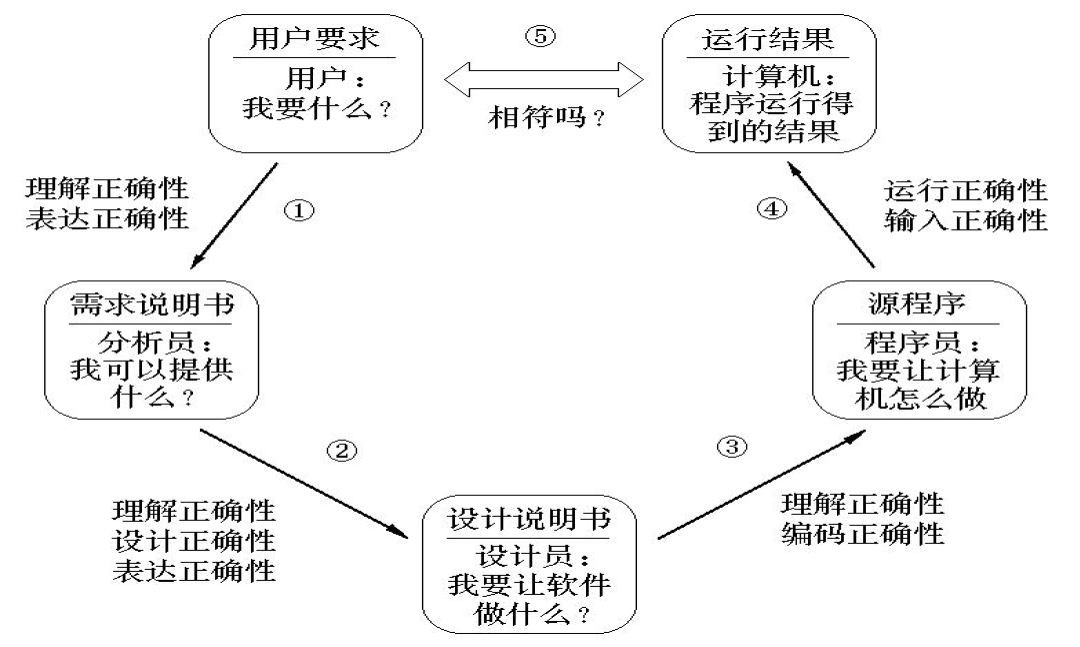 用户要求
用户：
我要什么？
⑤
相符吗？
运行结果
计算机：
程序运行得
到的结果
理解正确性
表达正确性
①
④
运行正确性
输入正确性
需求说明书
分析员：
我可以提供
什么？
源程序
程序员：
我要让计算
机怎么做
②
③
理解正确性
设计正确性
表达正确性
设计说明书
设计员：
我要让软件
做什么？
理解正确性
编码正确性